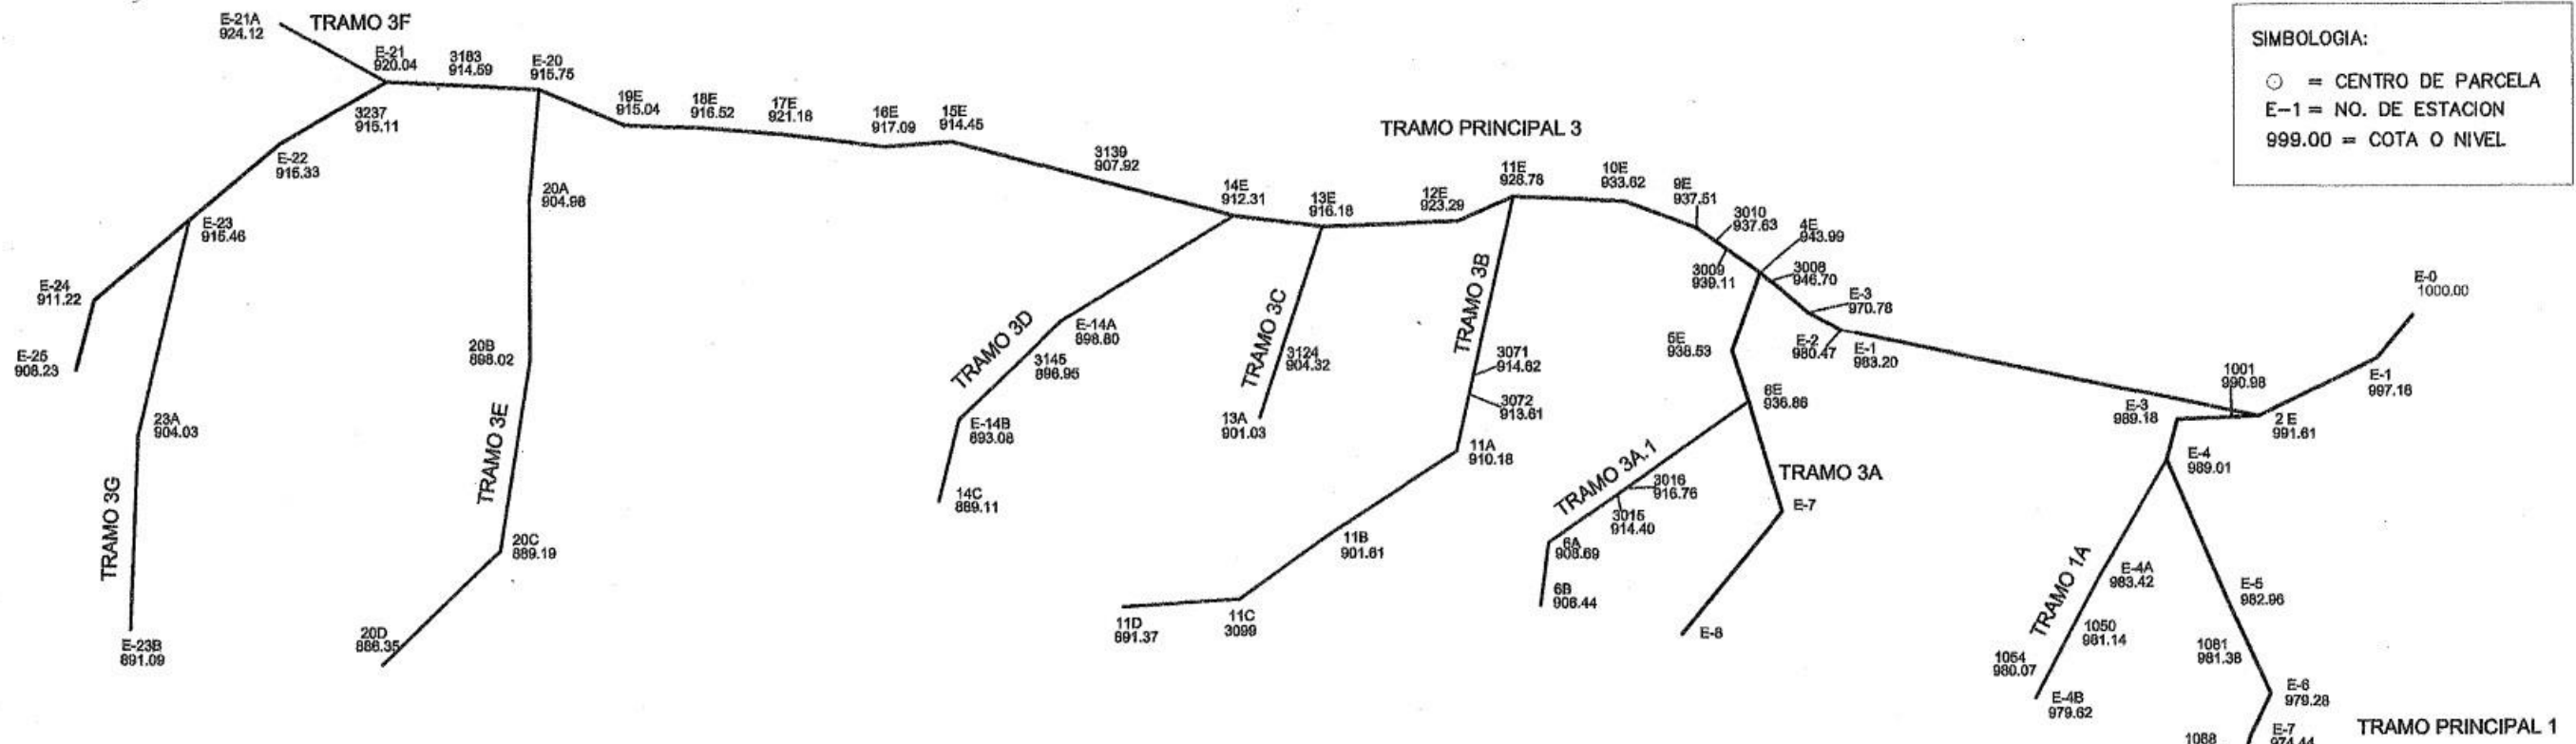 E-21A
924.12
TRAMO 3F
E-21
920.04
3183
914.59
E-20
915.75
19E
915.04
18E
916.52
17E
921.18
16E
917.09
15E
914.45
3237
915.11
E-22
915.33
E-23
915.46
E-24
911.22
E-25
908.23
23A
904.03
TRAMO 3G
E-23B
891.09
20A
904.98
20B
898.02
TRAMO 3E
20C
889.19
20D
886.35
3139
907.92
14E
912.31
13E
916.18
12E
923.29
11E
928.78
10E
933.62
9E
937.51
3010
937.63
4E
943.99
3009
939.11
3008
946.70
E-3
970.78
E-2
980.47
E-1
983.20
TRAMO PRINCIPAL 3
TRAMO 3D
E-14A
898.80
3145
896.95
E-14B
893.08
14C
889.11
TRAMO 3C
3124
904.32
13A
901.03
TRAMO 3B
3071
914.62
3072
913.61
11A
910.18
11B
901.61
11C
3099
11D
891.37
5E
938.53
6E
936.86
TRAMO 3A.1
3016
916.76
3015
914.40
6A
908.69
6B
906.44
TRAMO 3A
E-7
E-8
E-0
1000.00
E-1
997.18
1001
990.98
2 E
991.61
E-3
989.18
E-4
989.01
TRAMO 1A
E-4A
983.42
1050
981.14
1054
980.07
E-4B
979.62
E-5
982.96
1081
981.38
E-6
979.28
E-7
974.44
1088
TRAMO PRINCIPAL 1
SIMBOLOGIA:
= CENTRO DE PARCELA
E-1 = NO. DE ESTACION
999.00 = COTA O NIVEL